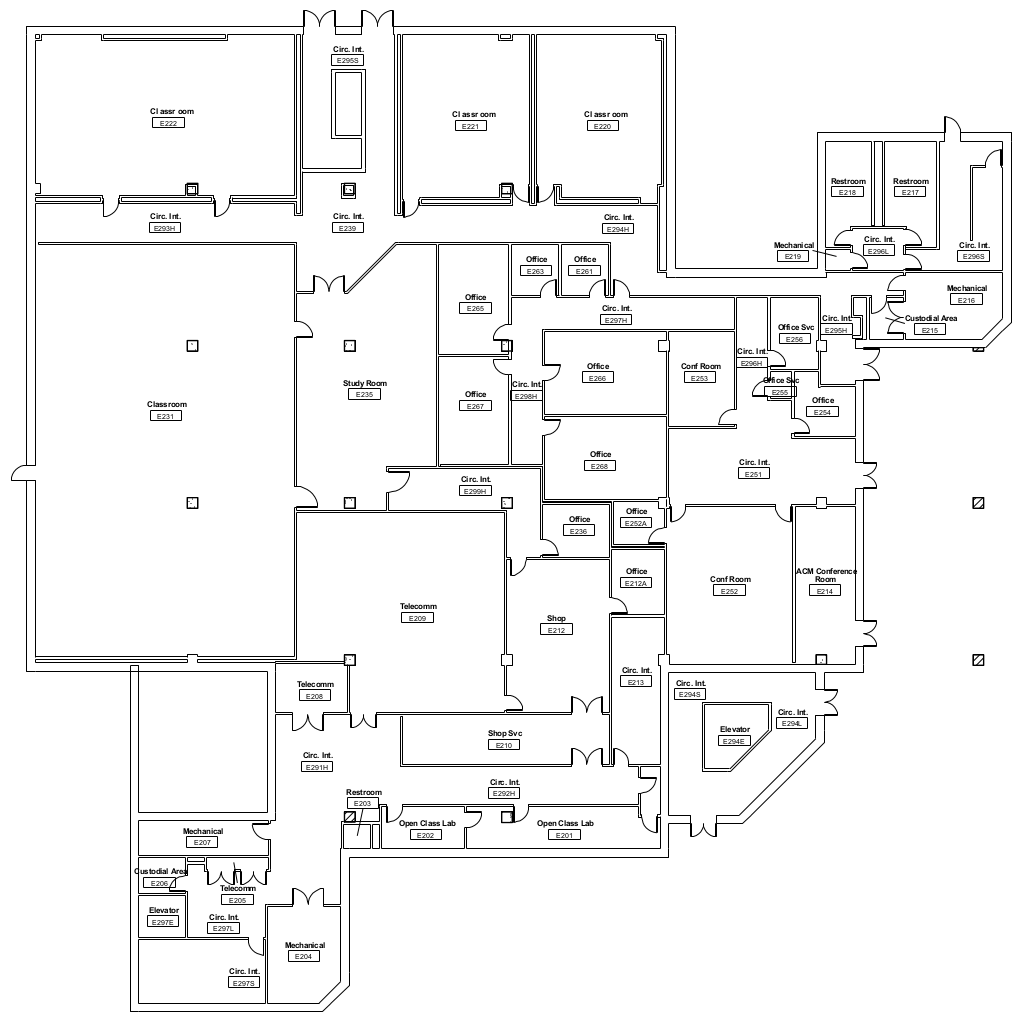 Circ. Int.
E295S
Classroom
E222
Classroom
E221
Classroom
E220
Restroom
E218
Restroom
E217
Circ. Int.
E293H
Circ. Int.
E239
Circ. Int.
E294H
Mechanical
E219
Circ. Int.
E296L
Circ. Int.
E296S
Office
E263
Office
E261
Mechanical
E216
Office
E265
Circ. Int.
E297H
Circ. Int.
E295H
Custodial Area
E215
Office Svc
E256
Circ. Int.
E296H
Office
E266
Conf Room
E253
Office Svc
E255
Study Room
E235
Circ. Int.
E298H
Office
E267
Office
E254
Classroom
E231
Office
E268
Circ. Int.
E251
Circ. Int.
E299H
Office
E236
Office
E252A
Office
E212A
Conf Room
E252
ACM Conference
Room
E214
Telecomm
E209
Shop
E212
Circ. Int.
E213
Telecomm
E208
Circ. Int.
E294S
Circ. Int.
E294L
Elevator
E294E
Shop Svc
E210
Circ. Int.
E291H
Circ. Int.
E292H
Restroom
E203
Open Class Lab
E202
Open Class Lab
E201
Mechanical
E207
Custodial Area
E206
Telecomm
E205
Elevator
E297E
Circ. Int.
E297L
Mechanical
E204
Circ. Int.
E297S